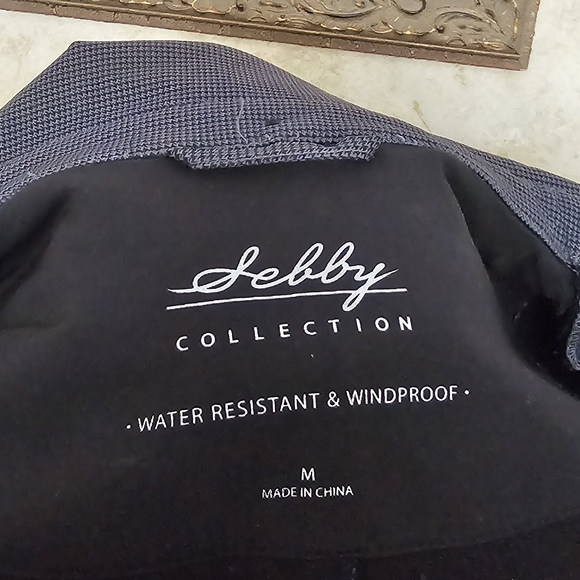 Sebby
COLLECTION
· WATER RESISTANT & WINDPROOF ·
M
MADE IN CHINA